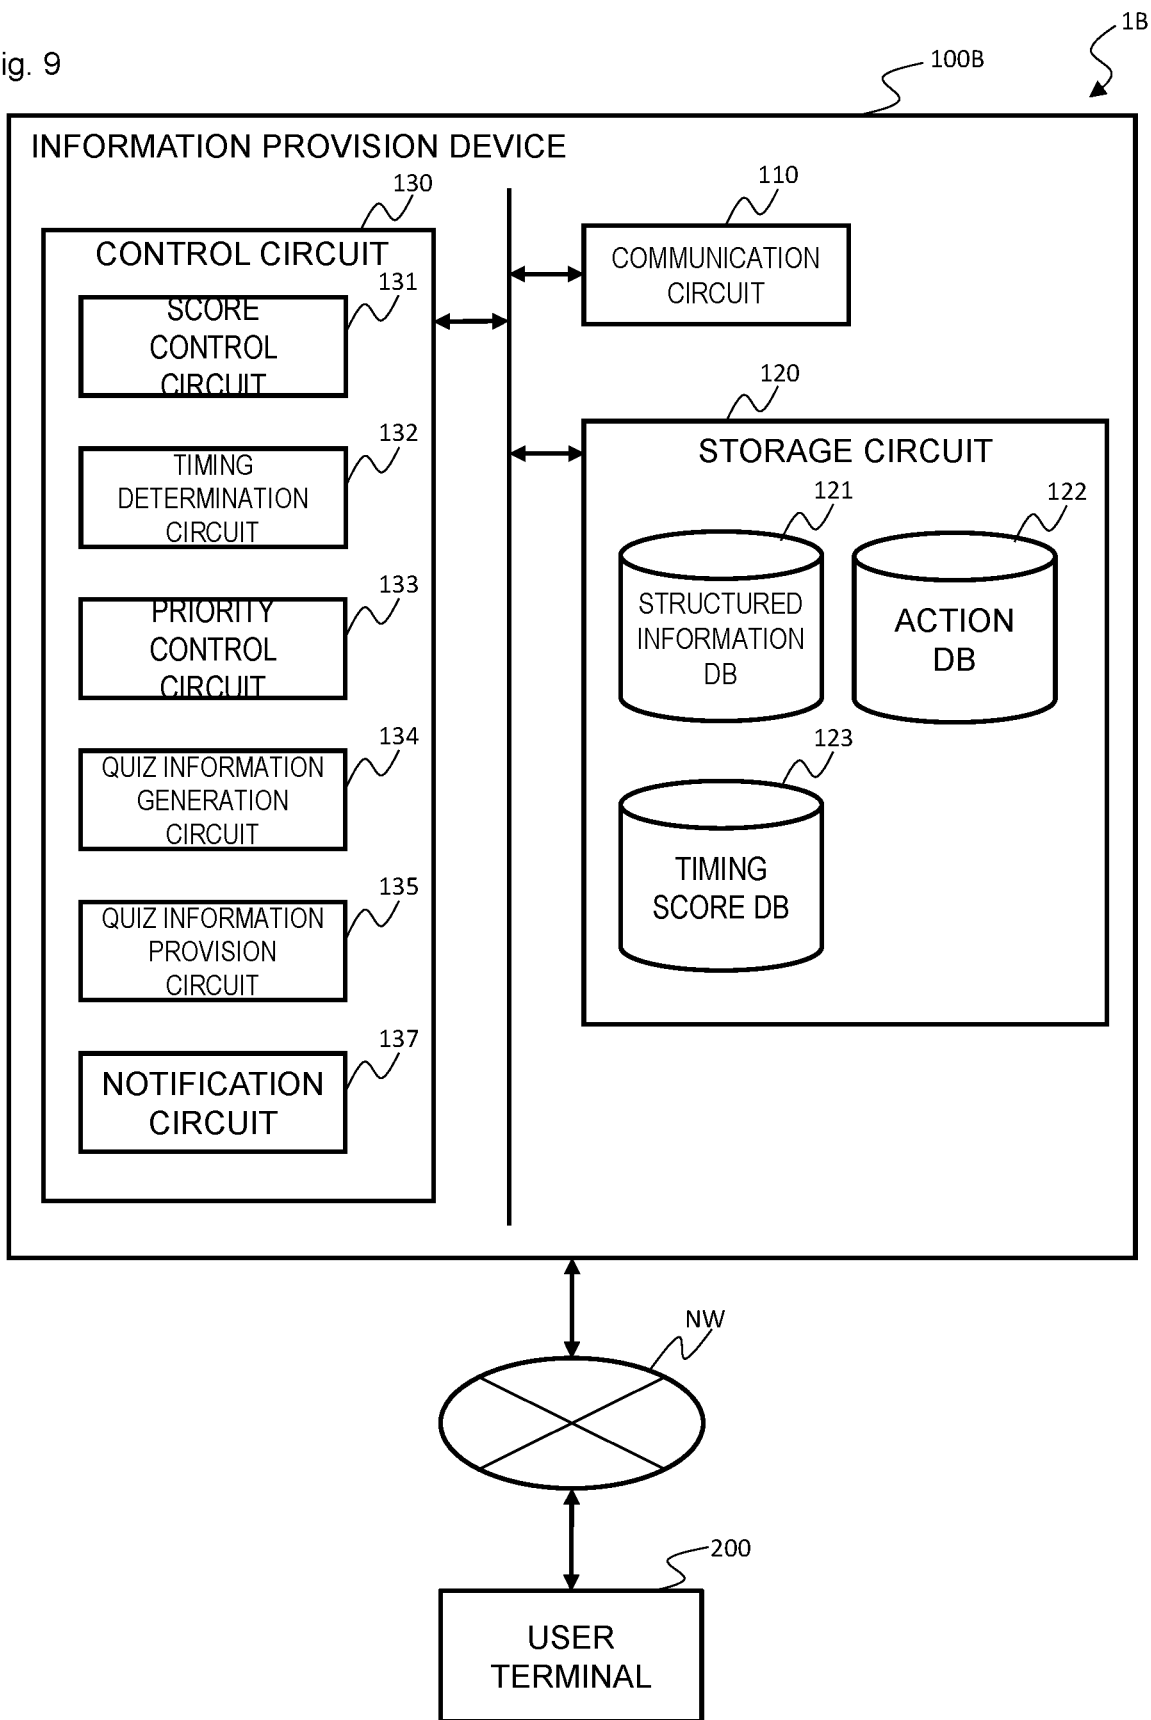 ig. 9
1B
100B
INFORMATION PROVISION DEVICE
130
CONTROL CIRCUIT
131
SCORE
CONTROL
CIRCUIT
132
TIMING
DETERMINATION
CIRCUIT
133
PRIORITY
CONTROL
CIRCUIT
134
QUIZ INFORMATION
GENERATION
CIRCUIT
135
QUIZ INFORMATION
PROVISION
CIRCUIT
137
NOTIFICATION
CIRCUIT
110
COMMUNICATION
CIRCUIT
120
STORAGE CIRCUIT
121
STRUCTURED
INFORMATION
DB
122
ACTION
DB
123
TIMING
SCORE DB
NW
200
USER
TERMINAL